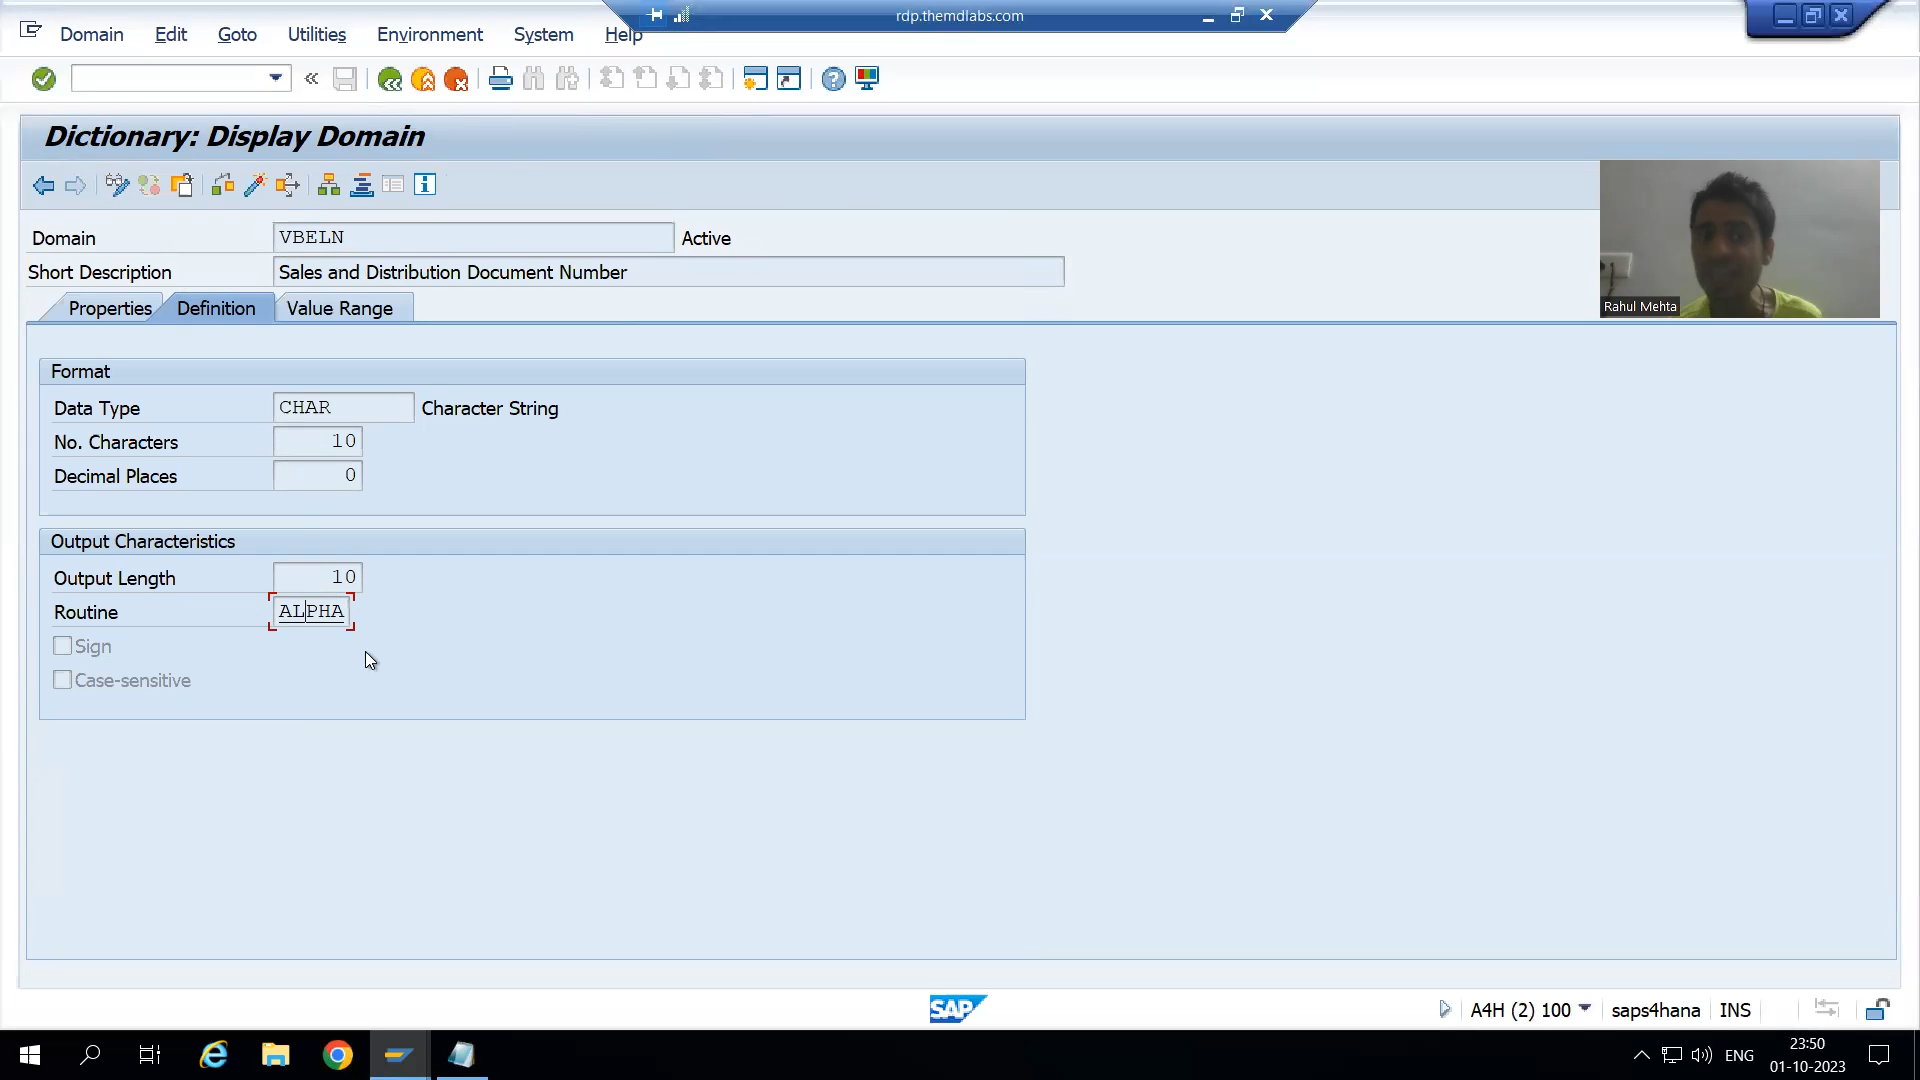 rdp.themdlabs.com
Domain Edit Goto Utilities Environment System Help
Dictionary: Display Domain
Domain VBELN Active
Short Description Sales and Distribution Document Number
Properties Definition Value Range
Rahul Mehta
Format
Data Type CHAR Character String
No. Characters 10
Decimal Places 0
Output Characteristics
Output Length 10
Routine ALPHA
Sign
Case-sensitive
SAP A4H (2) 100 saps4hana INS
ENG 23:50
01-10-2023